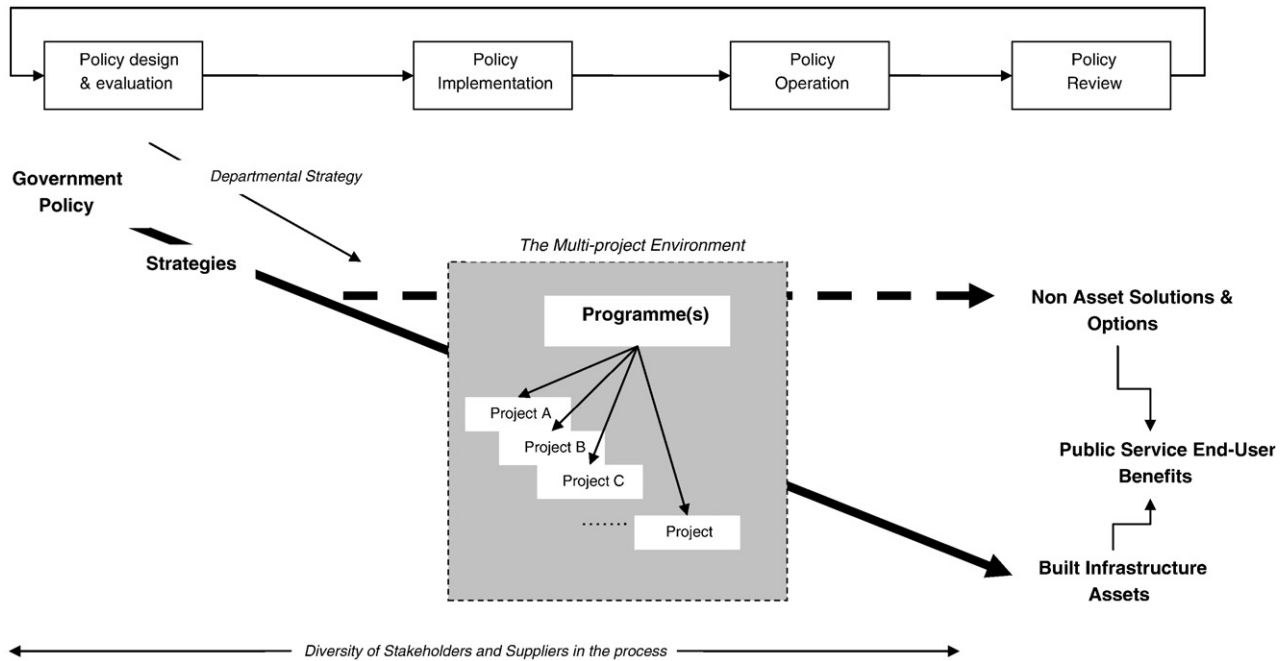 Policy design
& evaluation
Policy
Implementation
Policy
Operation
Policy
Review
Government
Policy
Departmental Strategy
Strategies
The Multi-project Environment
Programme(s)
Project A
Project B
Project C
....... Project
Non Asset Solutions &
Options
Public Service End-User
Benefits
Built Infrastructure
Assets
Diversity of Stakeholders and Suppliers in the process